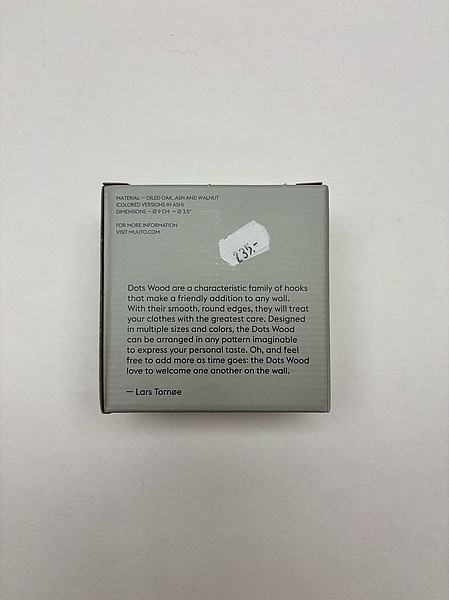 MATERIAL — OILED OAK, ASH AND WALNUT
(COLORED VERSIONS IN ASH)
DIMENSIONS — Ø 9 CM — Ø 3.5"
FOR MORE INFORMATION
VISIT MUUTO.COM
235,-
Dots Wood are a characteristic family of hooks
that make a friendly addition to any wall.
With their smooth, round edges, they will treat
your clothes with the greatest care. Designed
in multiple sizes and colors, the Dots Wood
can be arranged in any pattern imaginable
to express your personal taste. Oh, and feel
free to add more as time goes: the Dots Wood
love to welcome one another on the wall.
— Lars Tornøe